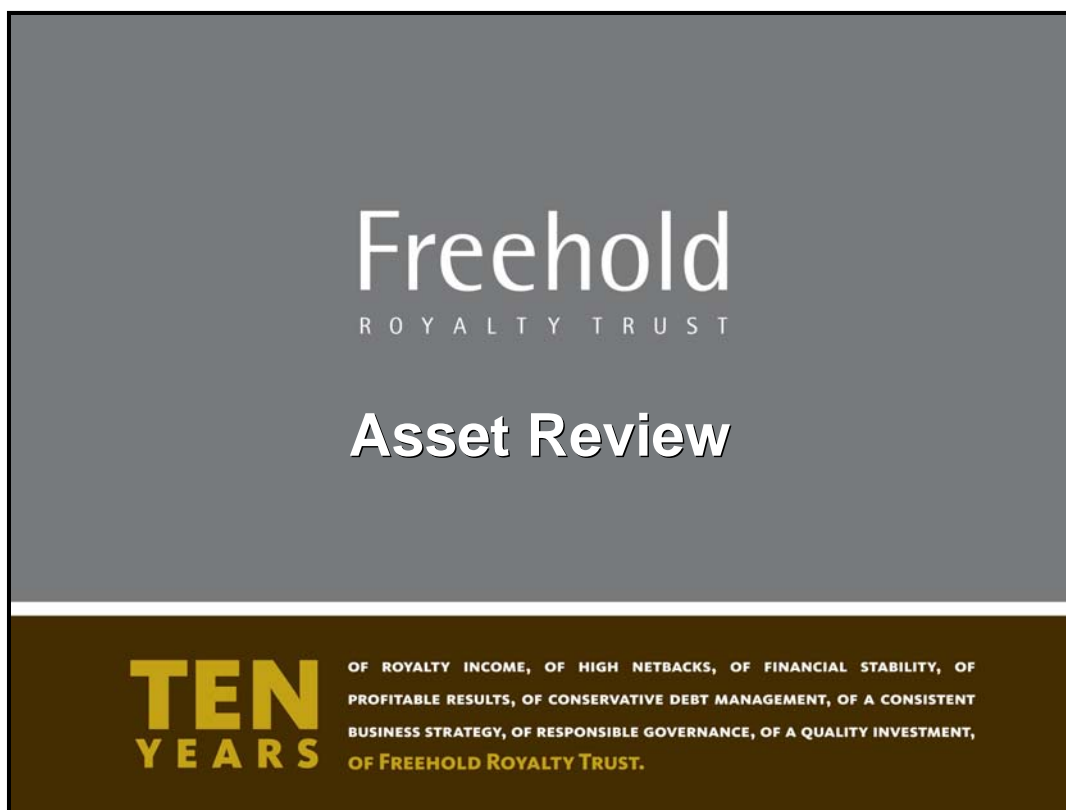 Freehold
ROYALTY TRUST
Asset Review
TEN
YEARS
OF ROYALTY INCOME, OF HIGH NETBACKS, OF FINANCIAL STABILITY, OF
PROFITABLE RESULTS, OF CONSERVATIVE DEBT MANAGEMENT, OF A CONSISTENT
BUSINESS STRATEGY, OF RESPONSIBLE GOVERNANCE, OF A QUALITY INVESTMENT,
OF FREEHOLD ROYALTY TRUST.